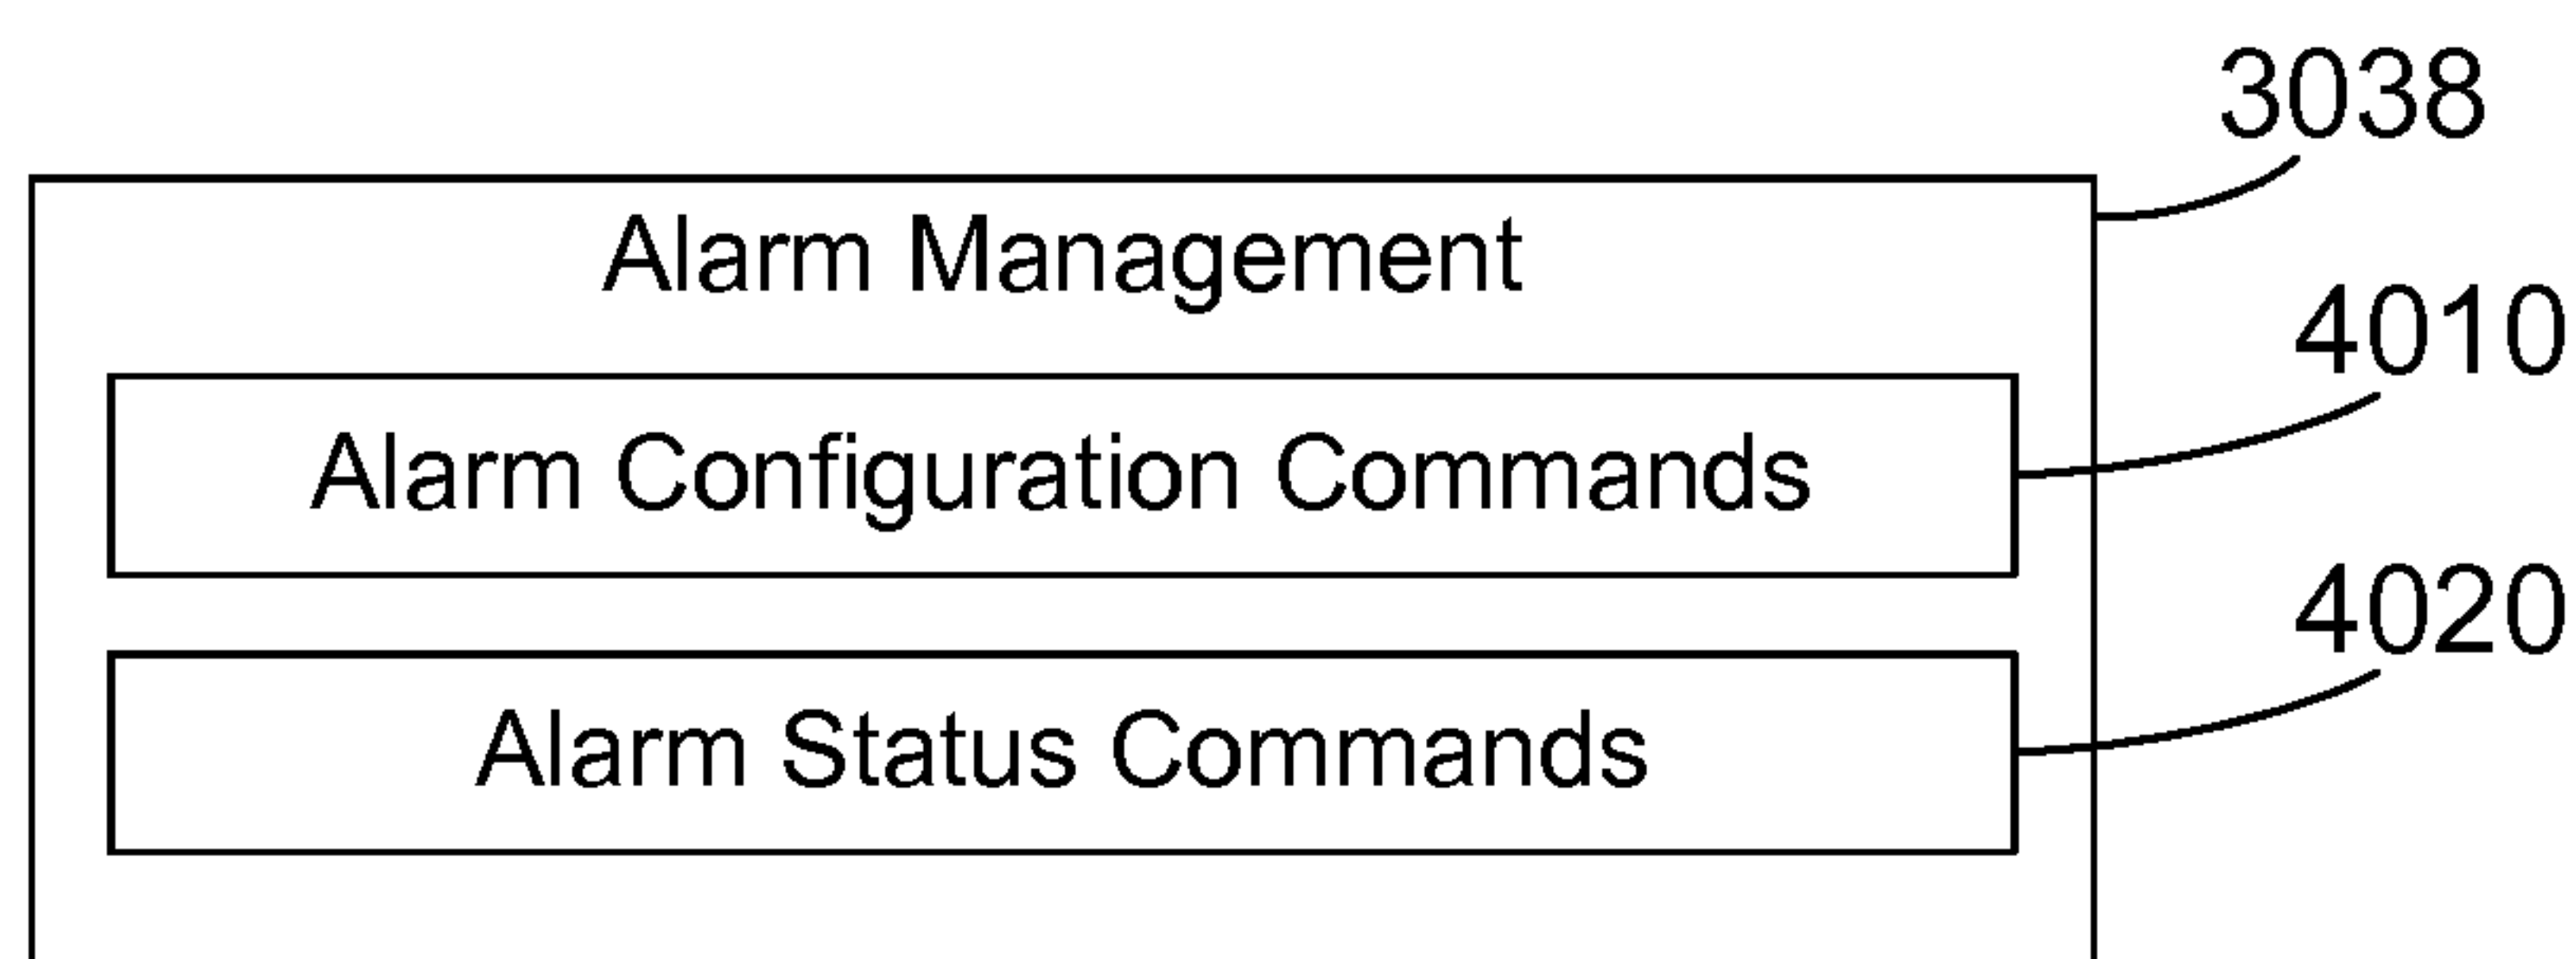 3038
Alarm Management
4010
Alarm Configuration Commands
4020
Alarm Status Commands